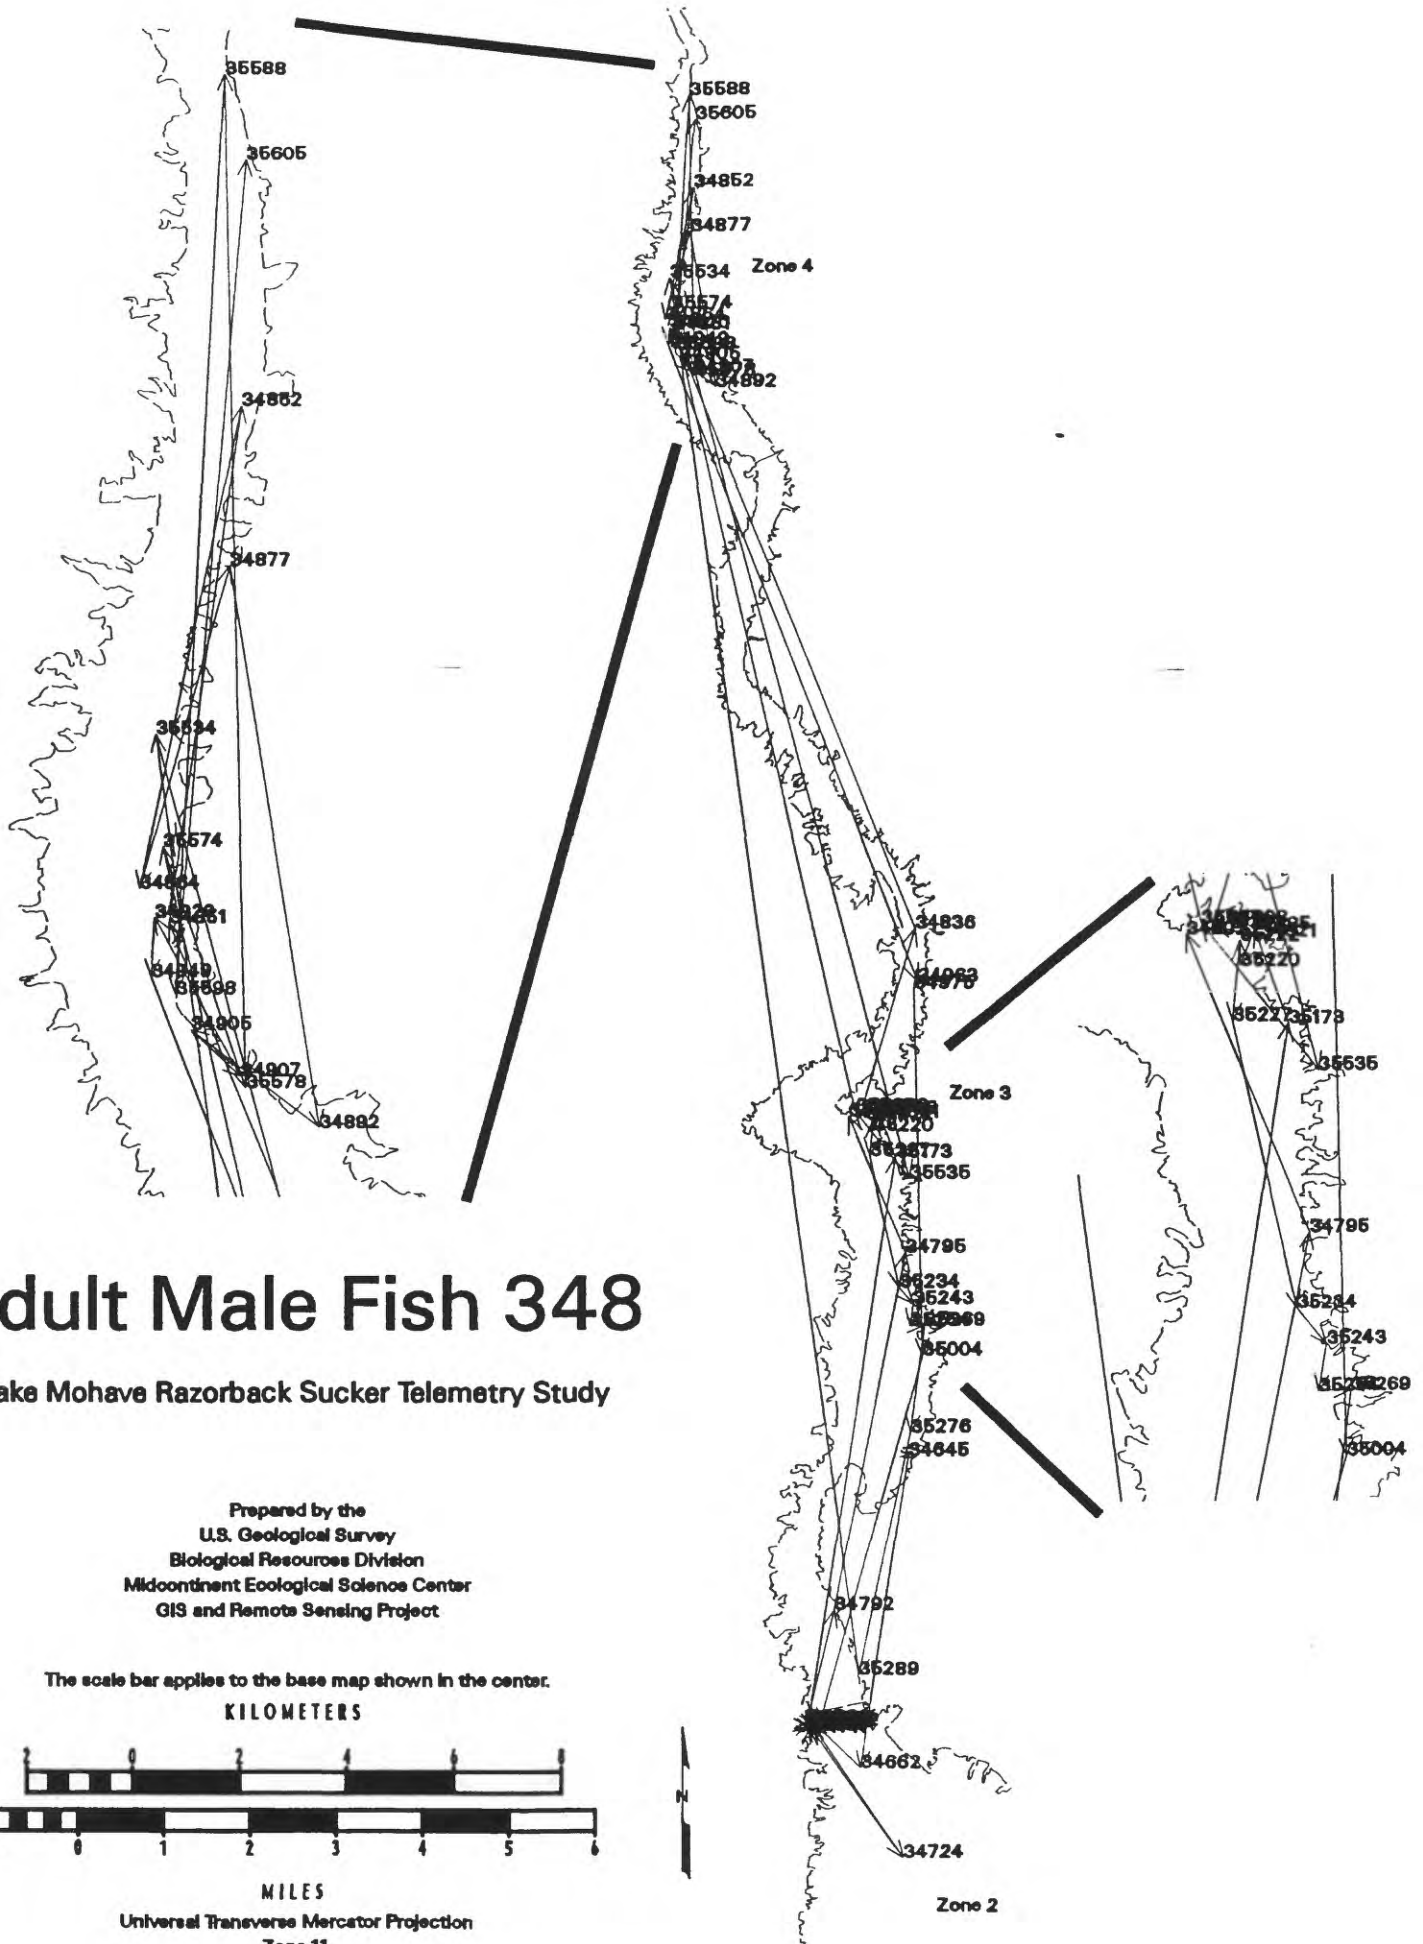 35588
35605
34852
34877
35534
35574
34864
34905
34907
35578
34892
35588
35605
34852
34877
35534
Zone 4
35574
34892
34836
Zone 3
35220
35535
34795
35234
35243
35004
35276
34645
34792
35289
34662
34724
Zone 2
35220
35227
35173
35535
34795
35234
35243
35004
dult Male Fish 348
ake Mohave Razorback Sucker Telemetry Study
Prepared by the
U.S. Geological Survey
Biological Resources Division
Midcontinent Ecological Science Center
GIS and Remote Sensing Project
The scale bar applies to the base map shown in the center.
KILOMETERS
2 0 2 4 6 8
0 1 2 3 4 5 6
MILES
N
Universal Transverse Mercator Projection
Zone 11